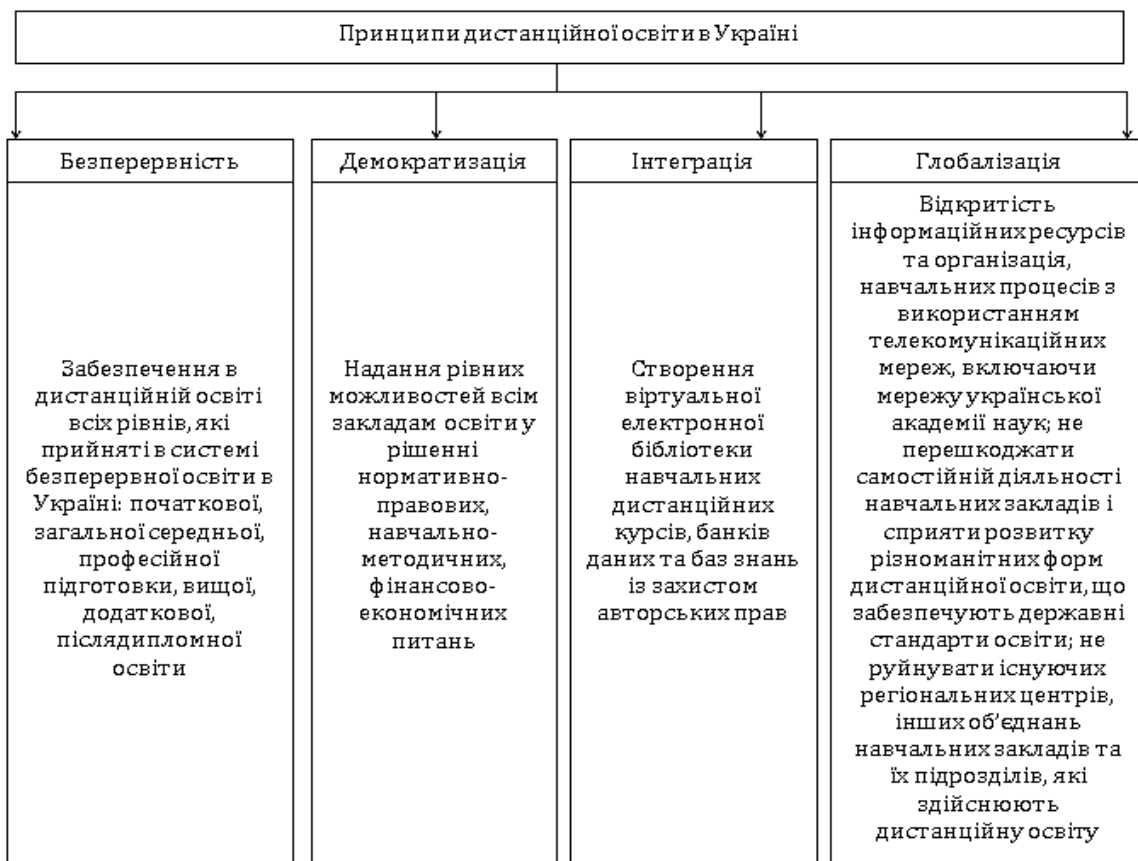 Принципи дистанційної освіти в Україні
Безперервність
Забезпечення в
дистанційній освіті
всіх рівнів, які
прийняті в системі
безперервної освіти в
Україні: початкової,
загальної середньої,
професійної
підготовки, вищої,
додаткової,
післядипломної
освіти
Демократизація
Надання рівних
можливостей всім
закладам освіти у
рішенні
нормативно-
правових,
навчально-
методичних,
фінансово-
економічних
питань
Інтеграція
Створення
віртуальної
електронної
бібліотеки
навчальних
дистанційних
курсів, банків
даних та баз знань
із захистом
авторських прав
Глобалізація
Відкритість
інформаційних ресурсів
та організація,
навчальних процесів з
використанням
телекомунікаційних
мереж, включаючи
мережу української
академії наук; не
перешкоджати
самостійній діяльності
навчальних закладів і
сприяти розвитку
різноманітних форм
дистанційної освіти, що
забезпечують державні
стандарти освіти; не
руйнувати існуючих
регіональних центрів,
інших об’єднань
навчальних закладів та
їх підрозділів, які
здійснюють
дистанційну освіту